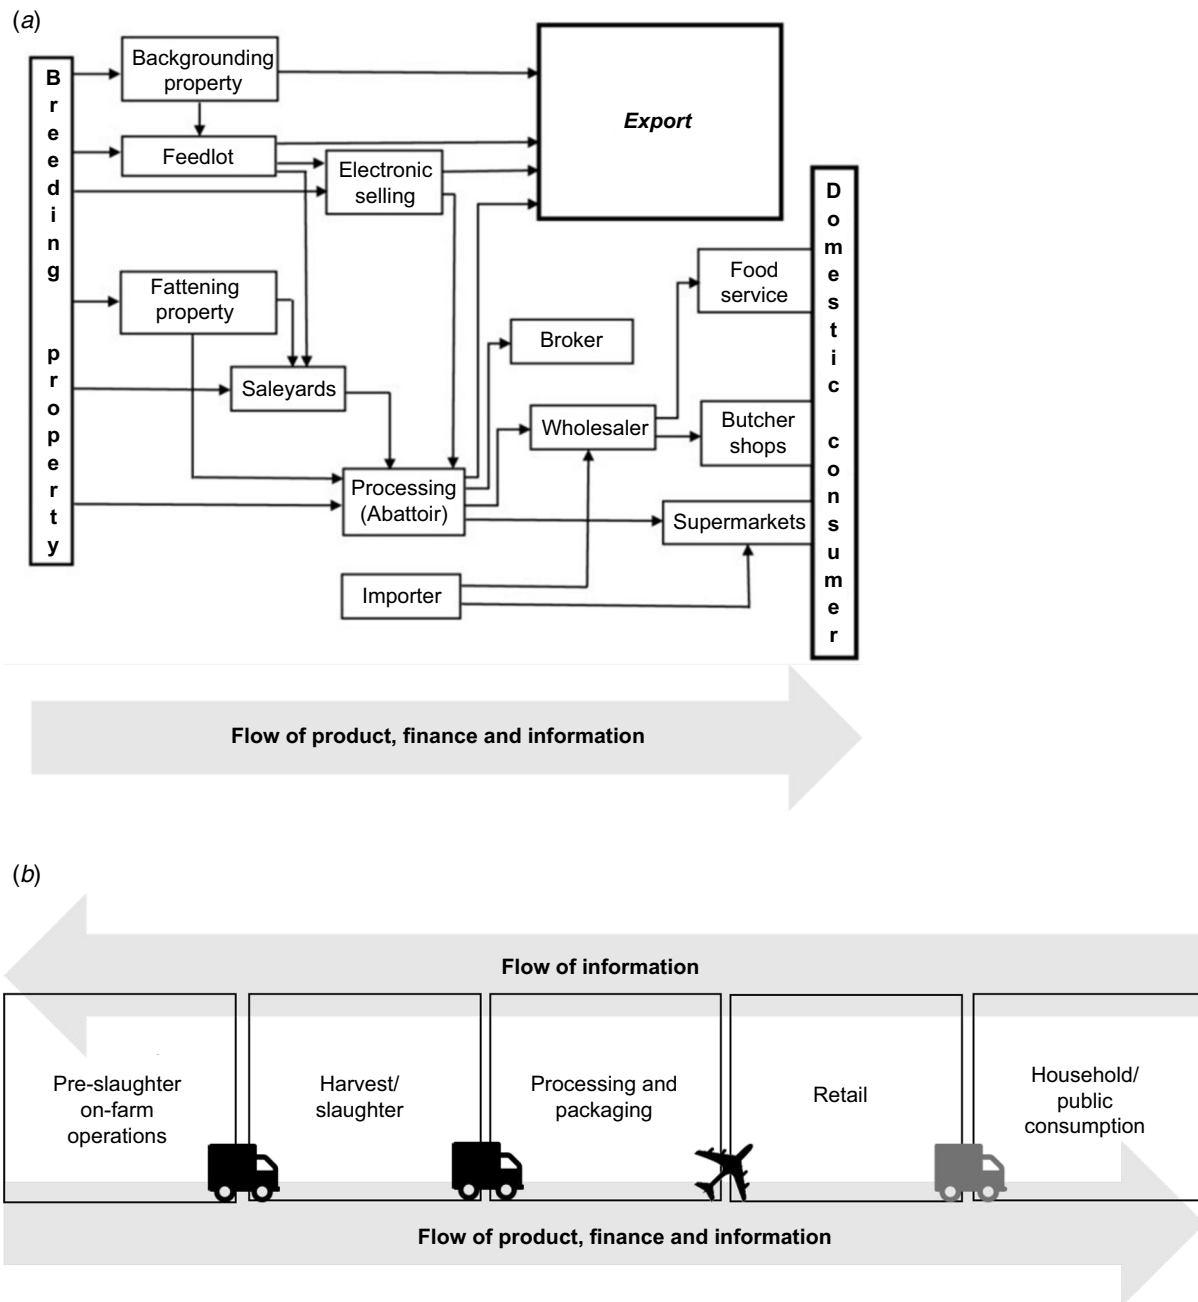 (a)
Breeding property
Backgrounding
property
Feedlot
Electronic
selling
Export
Fattening
property
Saleyards
Broker
Food
service
Wholesaler
Butcher
shops
Processing
(Abattoir)
Supermarkets
Importer
Domestic consumer
Flow of product, finance and information
(b)
Flow of information
Pre-slaughter
on-farm
operations
Harvest/
slaughter
Processing and
packaging
Retail
Household/
public
consumption
Flow of product, finance and information